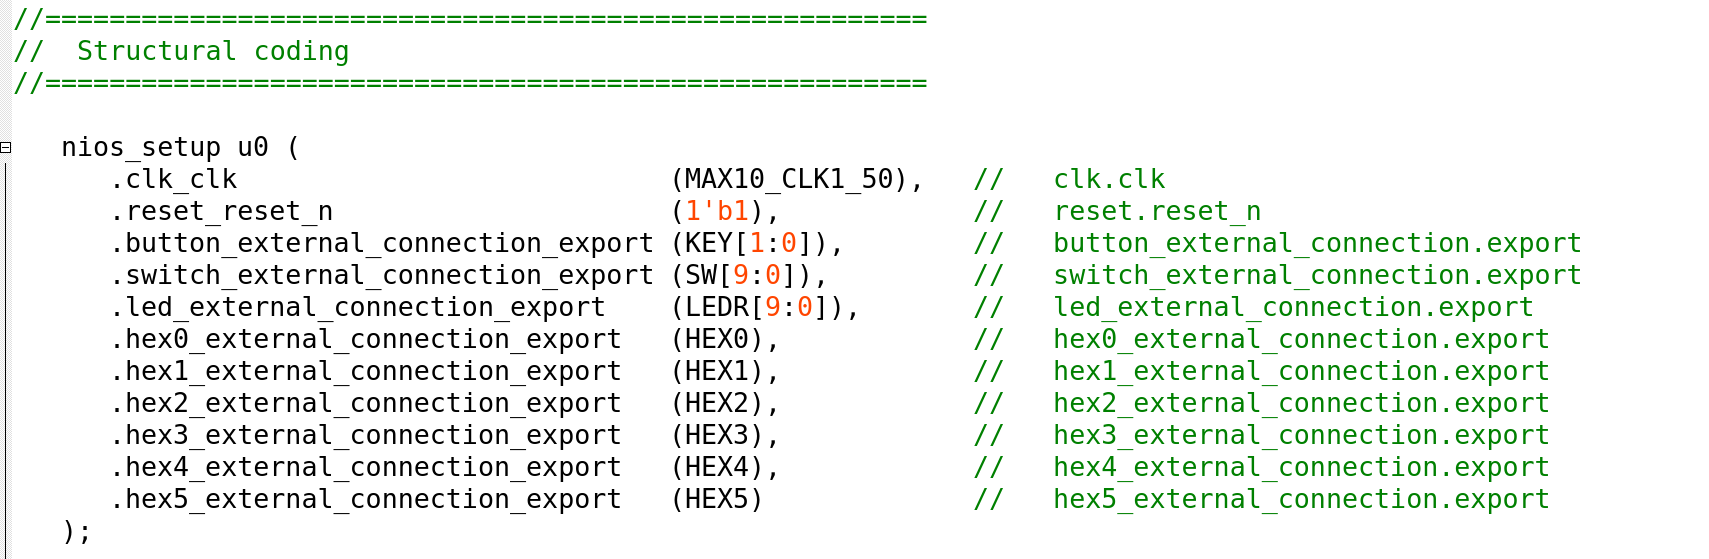 //=======================================================
//  Structural coding
//=======================================================
nios_setup u0 (
.clk_clk                           (MAX10_CLK1_50),   //   clk.clk
.reset_reset_n                     (1'b1),            //   reset.reset_n
.button_external_connection_export (KEY[1:0]),        //   button_external_connection.export
.switch_external_connection_export (SW[9:0]),         //   switch_external_connection.export
.led_external_connection_export    (LEDR[9:0]),       //   led_external_connection.export
.hex0_external_connection_export   (HEX0),            //   hex0_external_connection.export
.hex1_external_connection_export   (HEX1),            //   hex1_external_connection.export
.hex2_external_connection_export   (HEX2),            //   hex2_external_connection.export
.hex3_external_connection_export   (HEX3),            //   hex3_external_connection.export
.hex4_external_connection_export   (HEX4),            //   hex4_external_connection.export
.hex5_external_connection_export   (HEX5)             //   hex5_external_connection.export
);